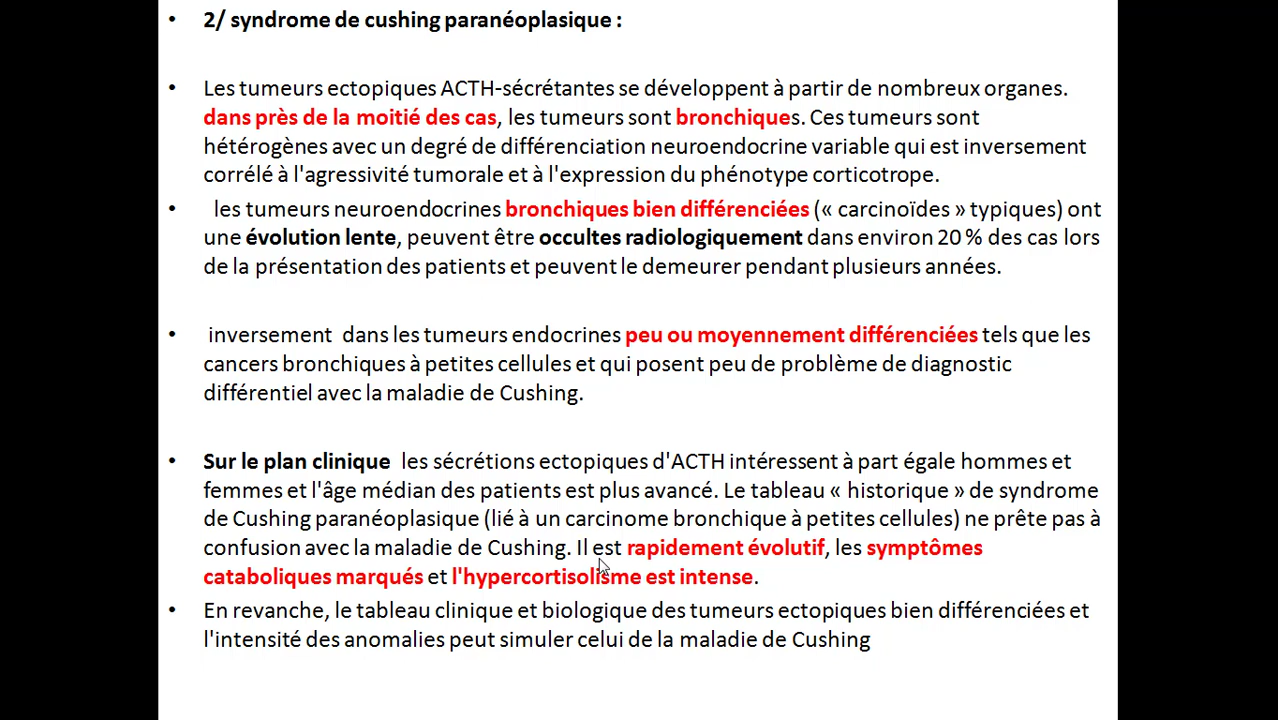 • 2/ syndrome de cushing paranéoplasique :
• Les tumeurs ectopiques ACTH-sécrétantes se développent à partir de nombreux organes.
dans près de la moitié des cas, les tumeurs sont bronchiques. Ces tumeurs sont
hétérogènes avec un degré de différenciation neuroendocrine variable qui est inversement
corrélé à l'agressivité tumorale et à l'expression du phénotype corticotrope.
• les tumeurs neuroendocrines bronchiques bien différenciées (« carcinoïdes » typiques) ont
une évolution lente, peuvent être occultes radiologiquement dans environ 20 % des cas lors
de la présentation des patients et peuvent le demeurer pendant plusieurs années.
• inversement dans les tumeurs endocrines peu ou moyennement différenciées tels que les
cancers bronchiques à petites cellules et qui posent peu de problème de diagnostic
différentiel avec la maladie de Cushing.
• Sur le plan clinique les sécrétions ectopiques d'ACTH intéressent à part égale hommes et
femmes et l'âge médian des patients est plus avancé. Le tableau « historique » de syndrome
de Cushing paranéoplasique (lié à un carcinome bronchique à petites cellules) ne prête pas à
confusion avec la maladie de Cushing. Il est rapidement évolutif, les symptômes
cataboliques marqués et l'hypercortisolisme est intense.
• En revanche, le tableau clinique et biologique des tumeurs ectopiques bien différenciées et
l'intensité des anomalies peut simuler celui de la maladie de Cushing